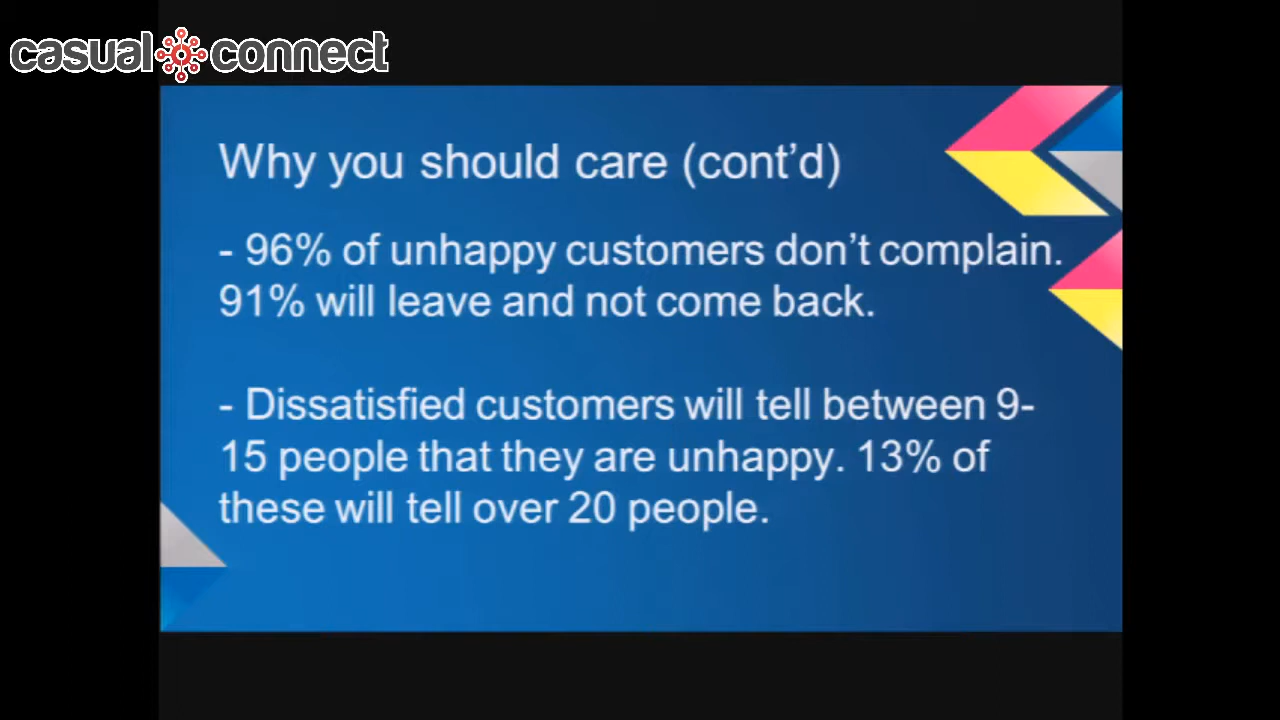 casual connect
Why you should care (cont’d)
- 96% of unhappy customers don’t complain.
91% will leave and not come back.
- Dissatisfied customers will tell between 9-
15 people that they are unhappy. 13% of
these will tell over 20 people.